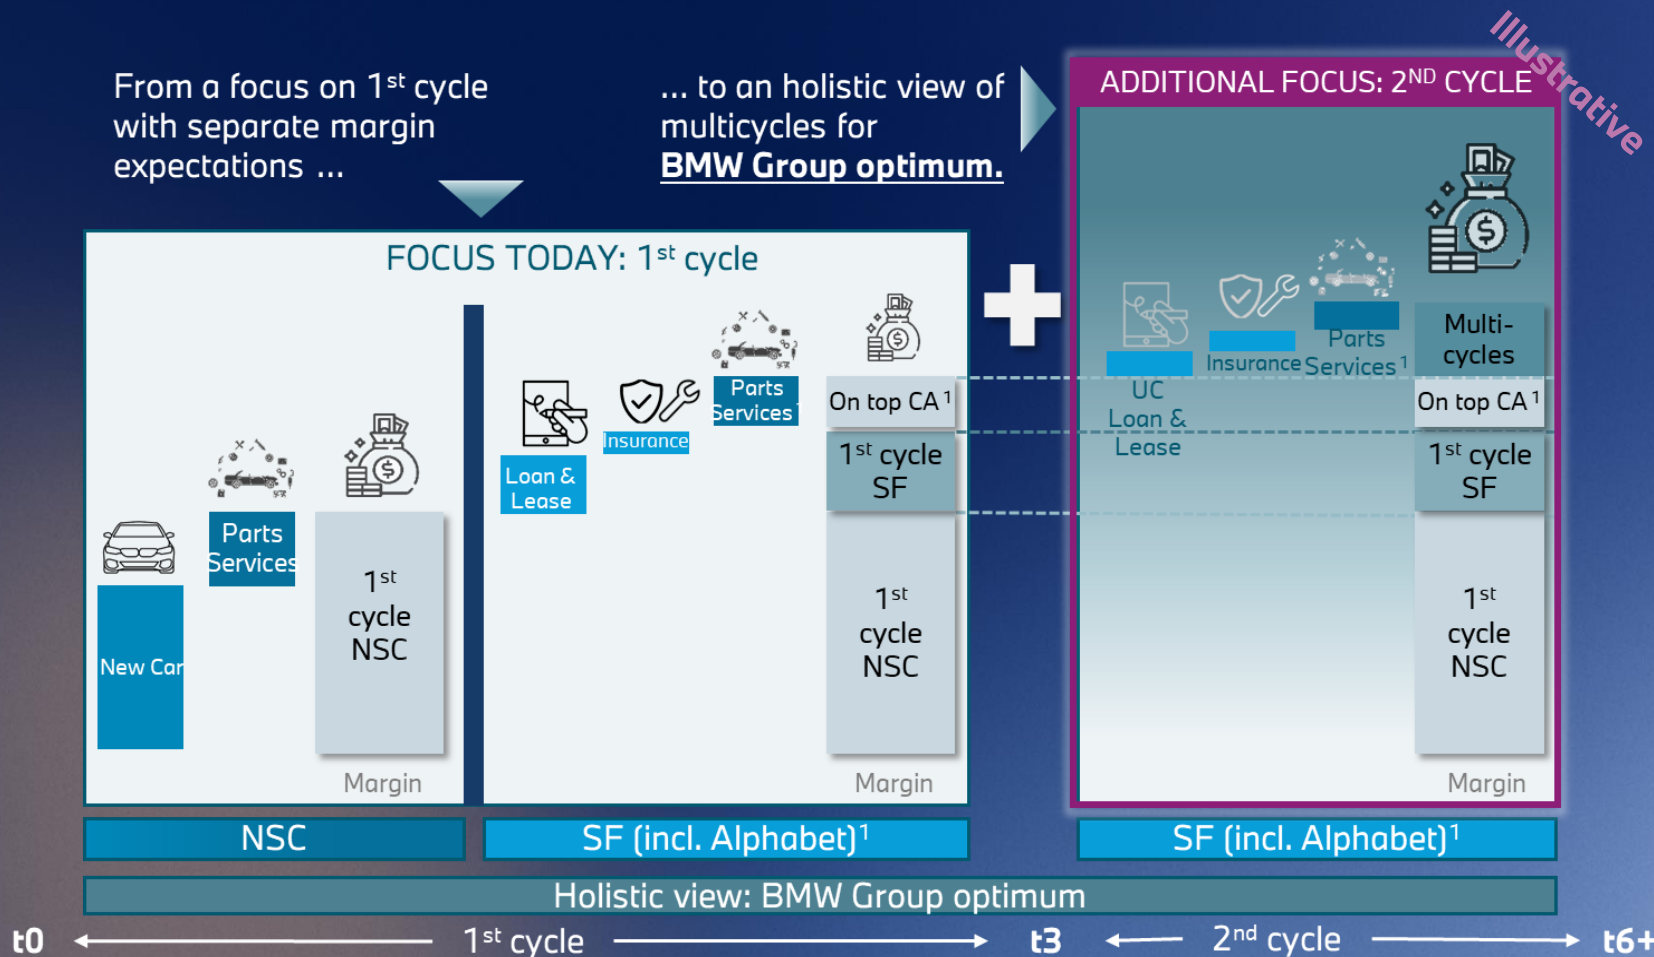 Illustrative
From a focus on 1st cycle
with separate margin
expectations ...
... to an holistic view of
multicycles for
BMW Group optimum.
ADDITIONAL FOCUS: 2ND CYCLE
FOCUS TODAY: 1st cycle
New Car
Parts
Services
1st
cycle
NSC
Margin
Loan &
Lease
Insurance
Parts
Services1
On top CA 1
1st cycle
SF
1st
cycle
NSC
Margin
UC
Loan &
Lease
Insurance
Parts
Services 1
Multi-
cycles
On top CA 1
1st cycle
SF
1st
cycle
NSC
Margin
NSC
SF (incl. Alphabet)1
SF (incl. Alphabet)1
Holistic view: BMW Group optimum
t0
1st cycle
t3
2nd cycle
t6+